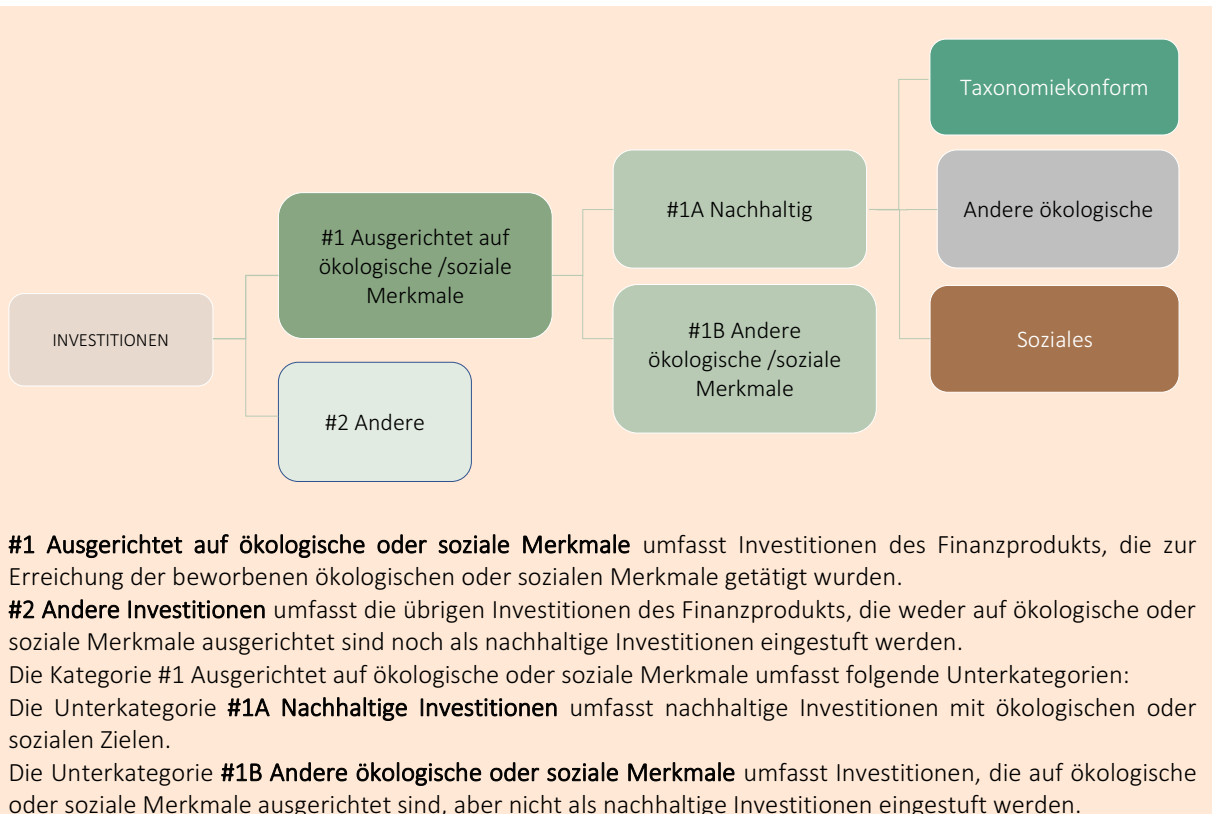 Taxonomiekonform
#1A Nachhaltig
Andere ökologische
#1 Ausgerichtet auf
ökologische /soziale
Merkmale
INVESTITIONEN
#1B Andere
ökologische /soziale
Merkmale
Soziales
#2 Andere
#1 Ausgerichtet auf ökologische oder soziale Merkmale umfasst Investitionen des Finanzprodukts, die zur
Erreichung der beworbenen ökologischen oder sozialen Merkmale getätigt wurden.
#2 Andere Investitionen umfasst die übrigen Investitionen des Finanzprodukts, die weder auf ökologische oder
soziale Merkmale ausgerichtet sind noch als nachhaltige Investitionen eingestuft werden.
Die Kategorie #1 Ausgerichtet auf ökologische oder soziale Merkmale umfasst folgende Unterkategorien:
Die Unterkategorie #1A Nachhaltige Investitionen umfasst nachhaltige Investitionen mit ökologischen oder
sozialen Zielen.
Die Unterkategorie #1B Andere ökologische oder soziale Merkmale umfasst Investitionen, die auf ökologische
oder soziale Merkmale ausgerichtet sind, aber nicht als nachhaltige Investitionen eingestuft werden.